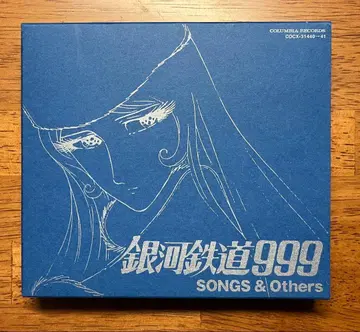 COLUMBIA RECORDS
COCX-31440→41
銀河鉄道999
SONGS & Others